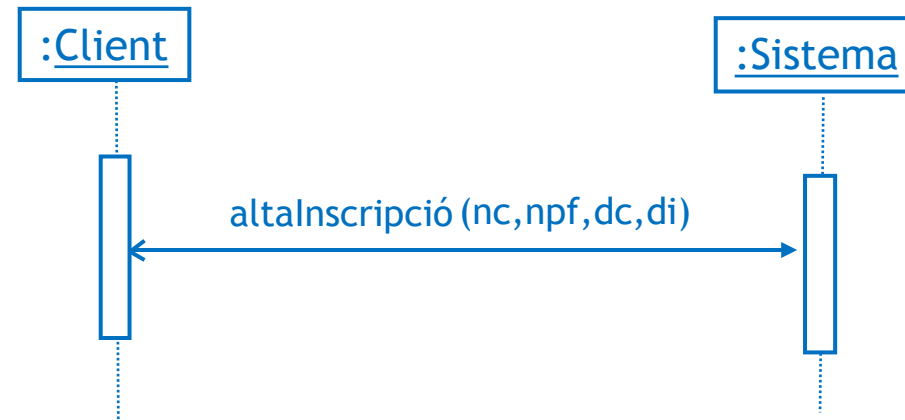 :Client
:Sistema
altaInscripció (nc,npf,dc,di)